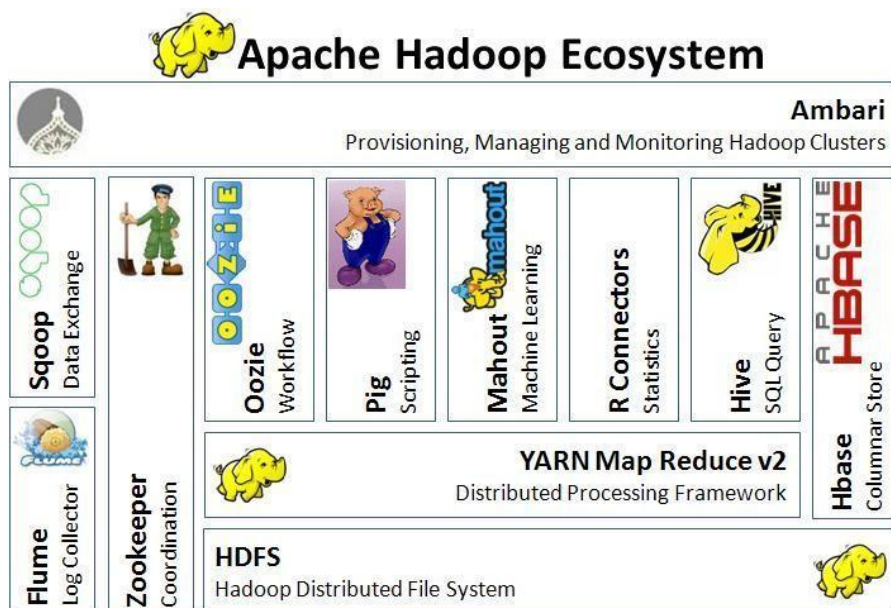 Apache Hadoop Ecosystem
Ambari
Provisioning, Managing and Monitoring Hadoop Clusters
sqoop
Sqoop
Data Exchange
Zookeeper
Coordination
OOZIE
Oozie
Workflow
Pig
Scripting
mahout
Mahout
Machine Learning
R Connectors
Statistics
HIVE
Hive
SQL Query
APACHE
HBASE
Hbase
Columnar Store
FLUME
Flume
Log Collector
YARN Map Reduce v2
Distributed Processing Framework
HDFS
Hadoop Distributed File System